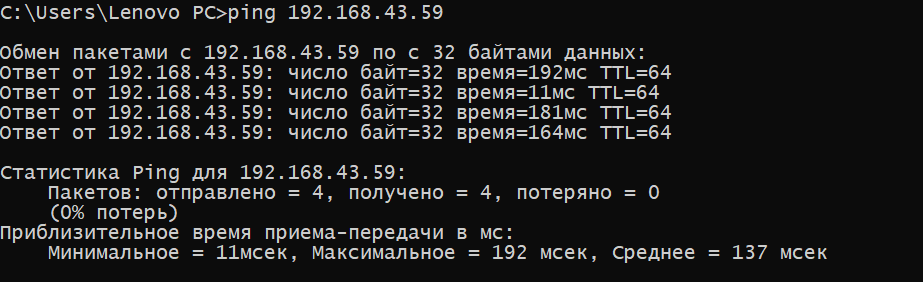 C:\Users\Lenovo PC>ping 192.168.43.59
Обмен пакетами с 192.168.43.59 по с 32 байтами данных:
Ответ от 192.168.43.59: число байт=32 время=192мс TTL=64
Ответ от 192.168.43.59: число байт=32 время=11мс TTL=64
Ответ от 192.168.43.59: число байт=32 время=181мс TTL=64
Ответ от 192.168.43.59: число байт=32 время=164мс TTL=64
Статистика Ping для 192.168.43.59:
Пакетов: отправлено = 4, получено = 4, потеряно = 0
(0% потерь)
Приблизительное время приема-передачи в мс:
Минимальное = 11мсек, Максимальное = 192 мсек, Среднее = 137 мсек